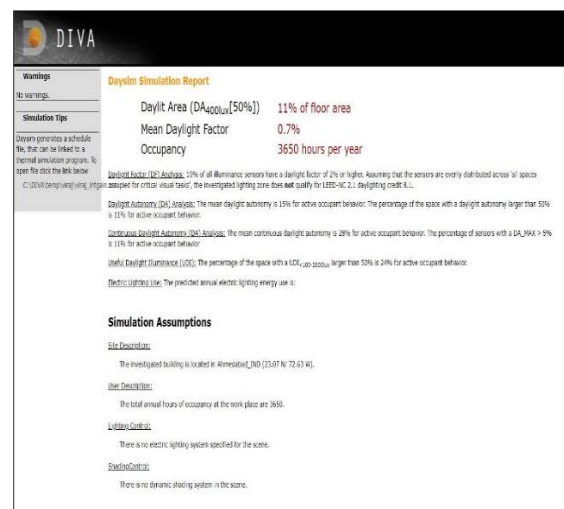 DIVA
Warnings
No warnings.
Simulation Tips
Daysim generates a schedule
file, that can be linked to a
thermal simulation program. To
open file click the link below
Daysim Simulation Report
Daylit Area (DA400lux[50%]) 11% of floor area
Mean Daylight Factor 0.7%
Occupancy 3650 hours per year
Daylight Factor (DF) Analysis: 10% of all illuminance sensors have a daylight factor of 2% or higher. Assuming that the sensors are evenly distributed across 'all spaces
occupied for critical visual tasks', the investigated lighting zone does not qualify for LEED-NC 2.1 daylighting credit 8.1.
Daylight Autonomy (DA) Analysis: The mean daylight autonomy is 15% for active occupant behavior. The percentage of the space with a daylight autonomy larger than 50%
is 11% for active occupant behavior.
Continuous Daylight Autonomy (DA) Analysis: The mean continuous daylight autonomy is 28% for active occupant behavior. The percentage of sensors with a DA_MAX > 5%
is 11% for active occupant behavior
Useful Daylight Illuminance (UDI): The percentage of the space with a UDI<100-2000lux larger than 50% is 24% for active occupant behavior.
Electric Lighting Use: The predicted annual electric lighting energy use is:
Simulation Assumptions
Site Description:
The investigated building is located in Ahmedabad_IND (23.07 N/ 72.63 W).
User Description:
The total annual hours of occupancy at the work place are 3650.
Lighting Control:
There is no electric lighting system specified for the scene.
ShadingControl:
There is no dynamic shading system in the scene.